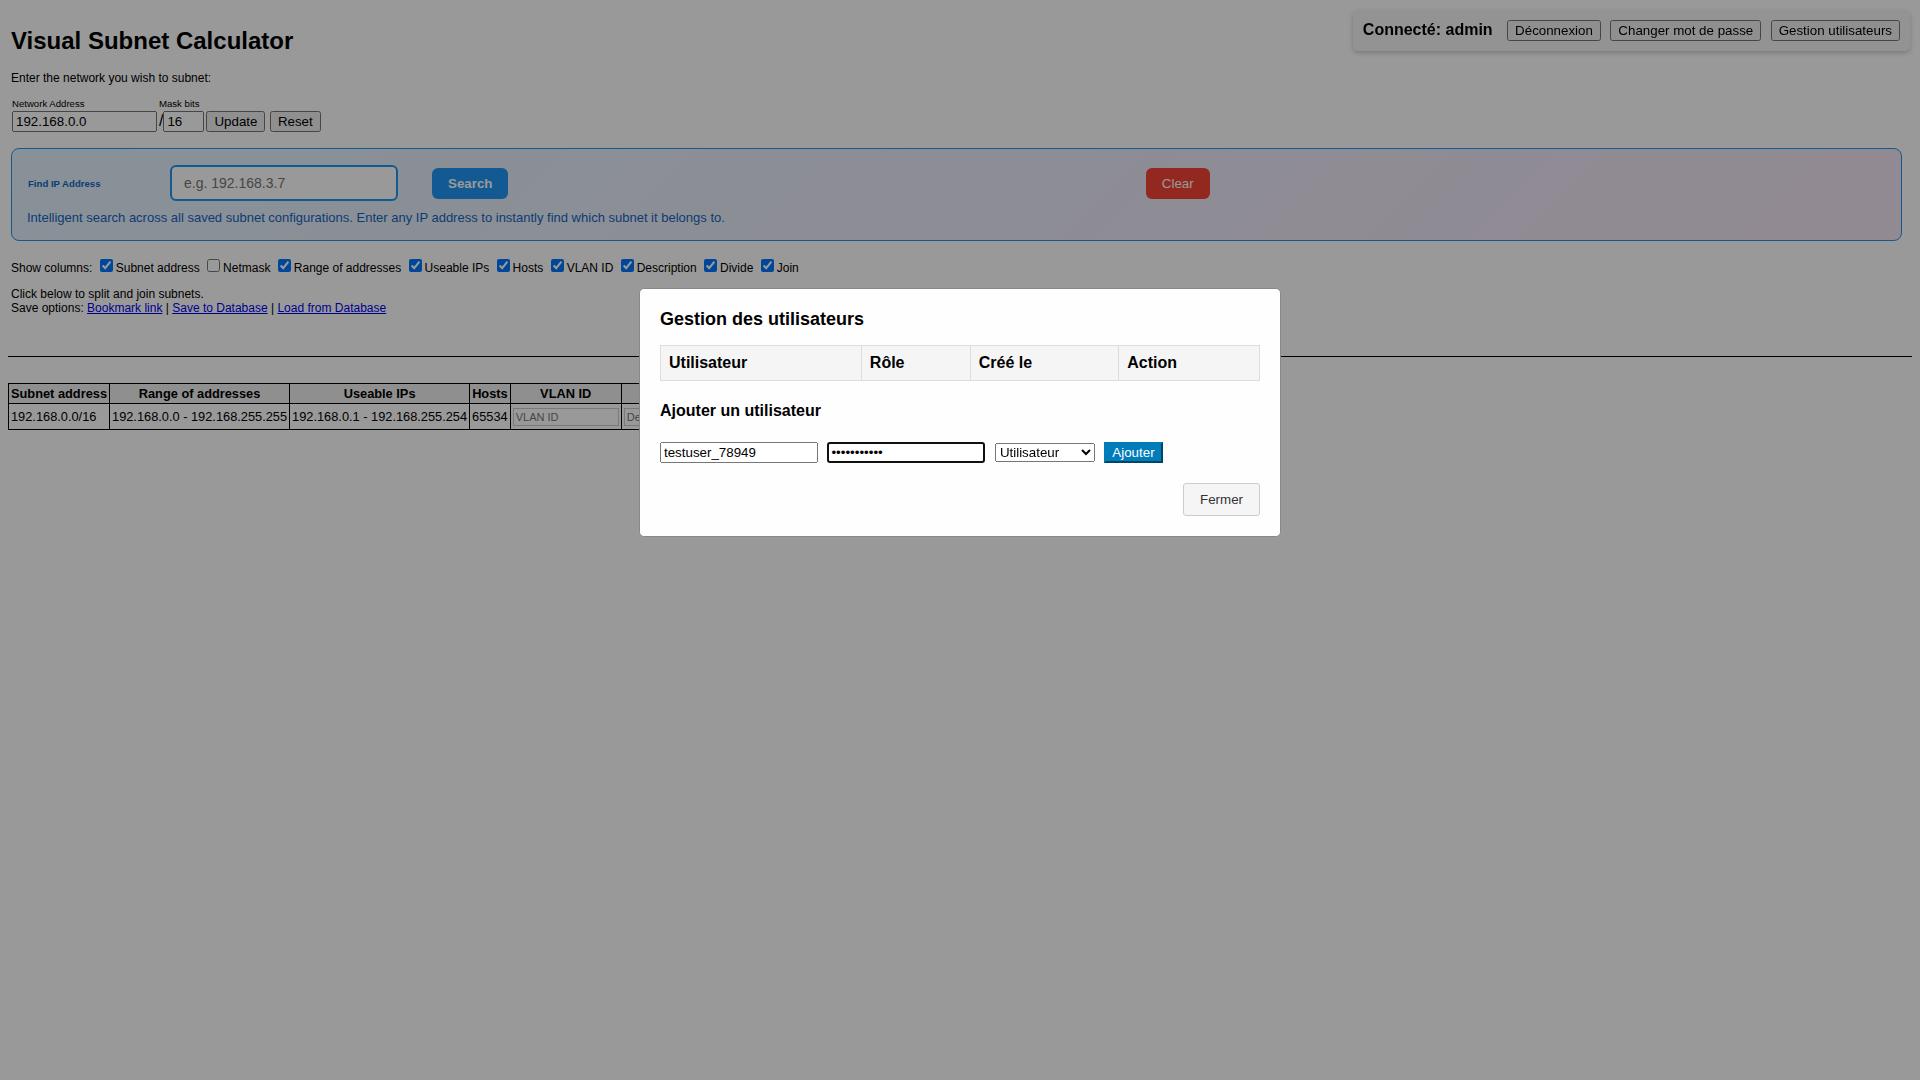 Visual Subnet Calculator
Connecté: admin Déconnexion Changer mot de passe Gestion utilisateurs
Enter the network you wish to subnet:
Network Address Mask bits
192.168.0.0 / 16 Update Reset
Find IP Address e.g. 192.168.3.7 Search Clear
Intelligent search across all saved subnet configurations. Enter any IP address to instantly find which subnet it belongs to.
Show columns: Subnet address Netmask Range of addresses Useable IPs Hosts VLAN ID Description Divide Join
Click below to split and join subnets.
Save options: Bookmark link | Save to Database | Load from Database
Subnet address Range of addresses Useable IPs Hosts VLAN ID
192.168.0.0/16 192.168.0.0 - 192.168.255.255 192.168.0.1 - 192.168.255.254 65534 VLAN ID De
Gestion des utilisateurs
Utilisateur Rôle Créé le Action
Ajouter un utilisateur
testuser_78949 ••••••••••• Utilisateur Ajouter
Fermer